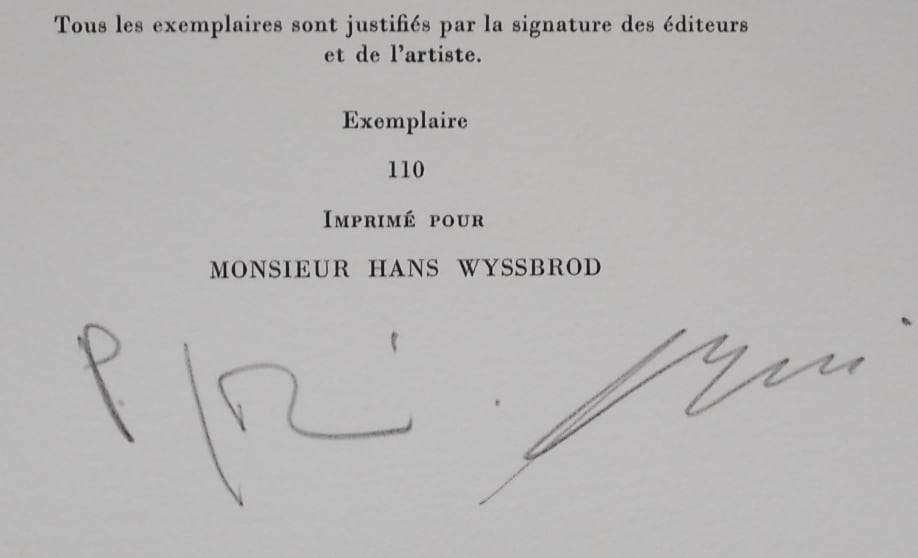 Tous les exemplaires sont justifiés par la signature des éditeurs
et de l'artiste.
Exemplaire
110
IMPRIMÉ POUR
MONSIEUR HANS WYSSBROD